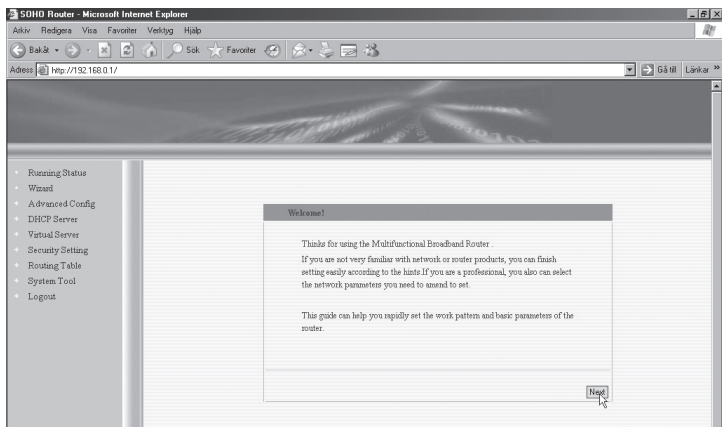 SOHO Router - Microsoft Internet Explorer
Arkiv Redigera Visa Favoriter Verktyg Hjälp
Bakåt Sök Favoriter
Adress http://192.168.0.1/ Gå till Länkar »
Running Status
Wizard
Advanced Config
DHCP Server
Virtual Server
Security Setting
Routing Table
System Tool
Logout
Welcome!
Thinks for using the Multifunctional Broadband Router .
If you are not very familiar with network or router products, you can finish
setting easily according to the hints.If you are a professional, you also can select
the network parameters you need to amend to set.
This guide can help you rapidly set the work pattern and basic parameters of the
router.
Next